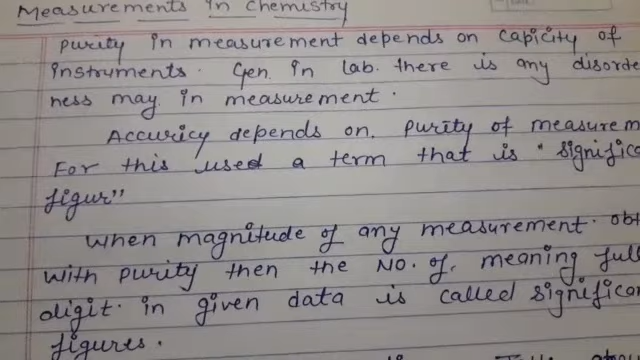 Measurements in chemistry
purity in measurement depends on capicity of
instruments. Gen. in lab. there is any disorde
ness may in measurement.
Accuricy depends on. purity of measurem
For this used a term that is "signific
figur"
when magnitude of any measurement. obt
with purity then the NO. of. meaning full
digit. in given data is called significan
figures.